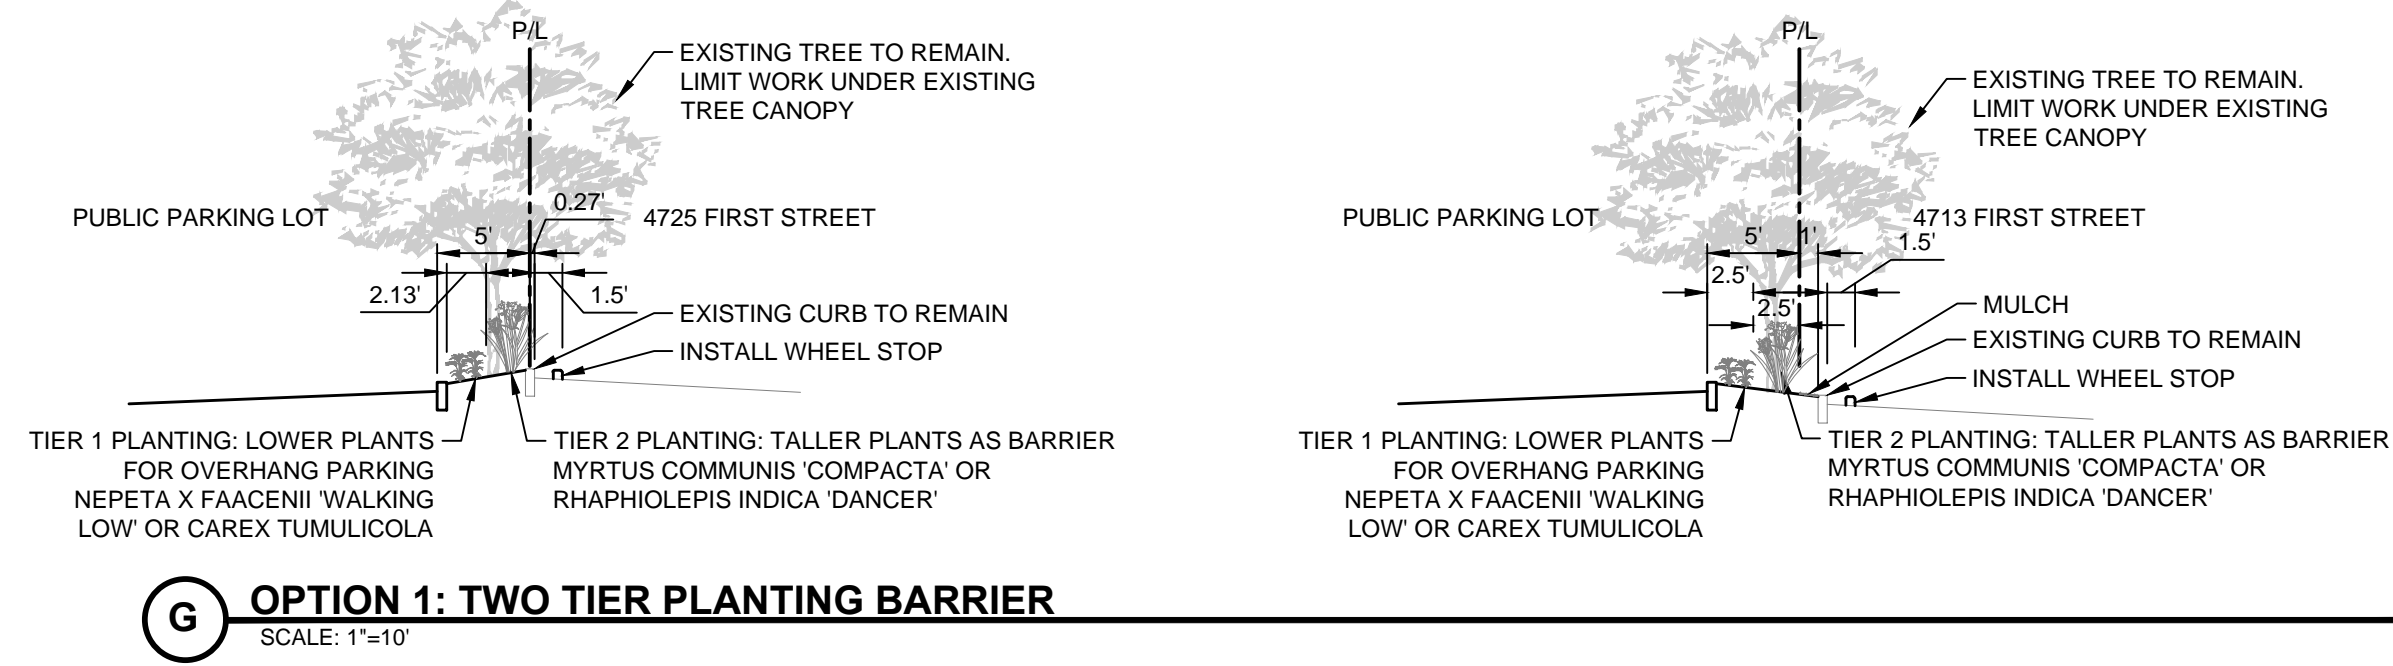 P/L
EXISTING TREE TO REMAIN.
LIMIT WORK UNDER EXISTING
TREE CANOPY
0.27'
PUBLIC PARKING LOT
4725 FIRST STREET
5'
2.13'
1.5'
EXISTING CURB TO REMAIN
INSTALL WHEEL STOP
TIER 1 PLANTING: LOWER PLANTS
FOR OVERHANG PARKING
NEPETA X FAACENII 'WALKING
LOW' OR CAREX TUMULICOLA
TIER 2 PLANTING: TALLER PLANTS AS BARRIER
MYRTUS COMMUNIS 'COMPACTA' OR
RHAPHIOLEPIS INDICA 'DANCER'
P/L
EXISTING TREE TO REMAIN.
LIMIT WORK UNDER EXISTING
TREE CANOPY
PUBLIC PARKING LOT
4713 FIRST STREET
5'
1'
1.5'
2.5'
2.5'
MULCH
EXISTING CURB TO REMAIN
INSTALL WHEEL STOP
TIER 1 PLANTING: LOWER PLANTS
FOR OVERHANG PARKING
NEPETA X FAACENII 'WALKING
LOW' OR CAREX TUMULICOLA
TIER 2 PLANTING: TALLER PLANTS AS BARRIER
MYRTUS COMMUNIS 'COMPACTA' OR
RHAPHIOLEPIS INDICA 'DANCER'
G
OPTION 1: TWO TIER PLANTING BARRIER
SCALE: 1"=10'